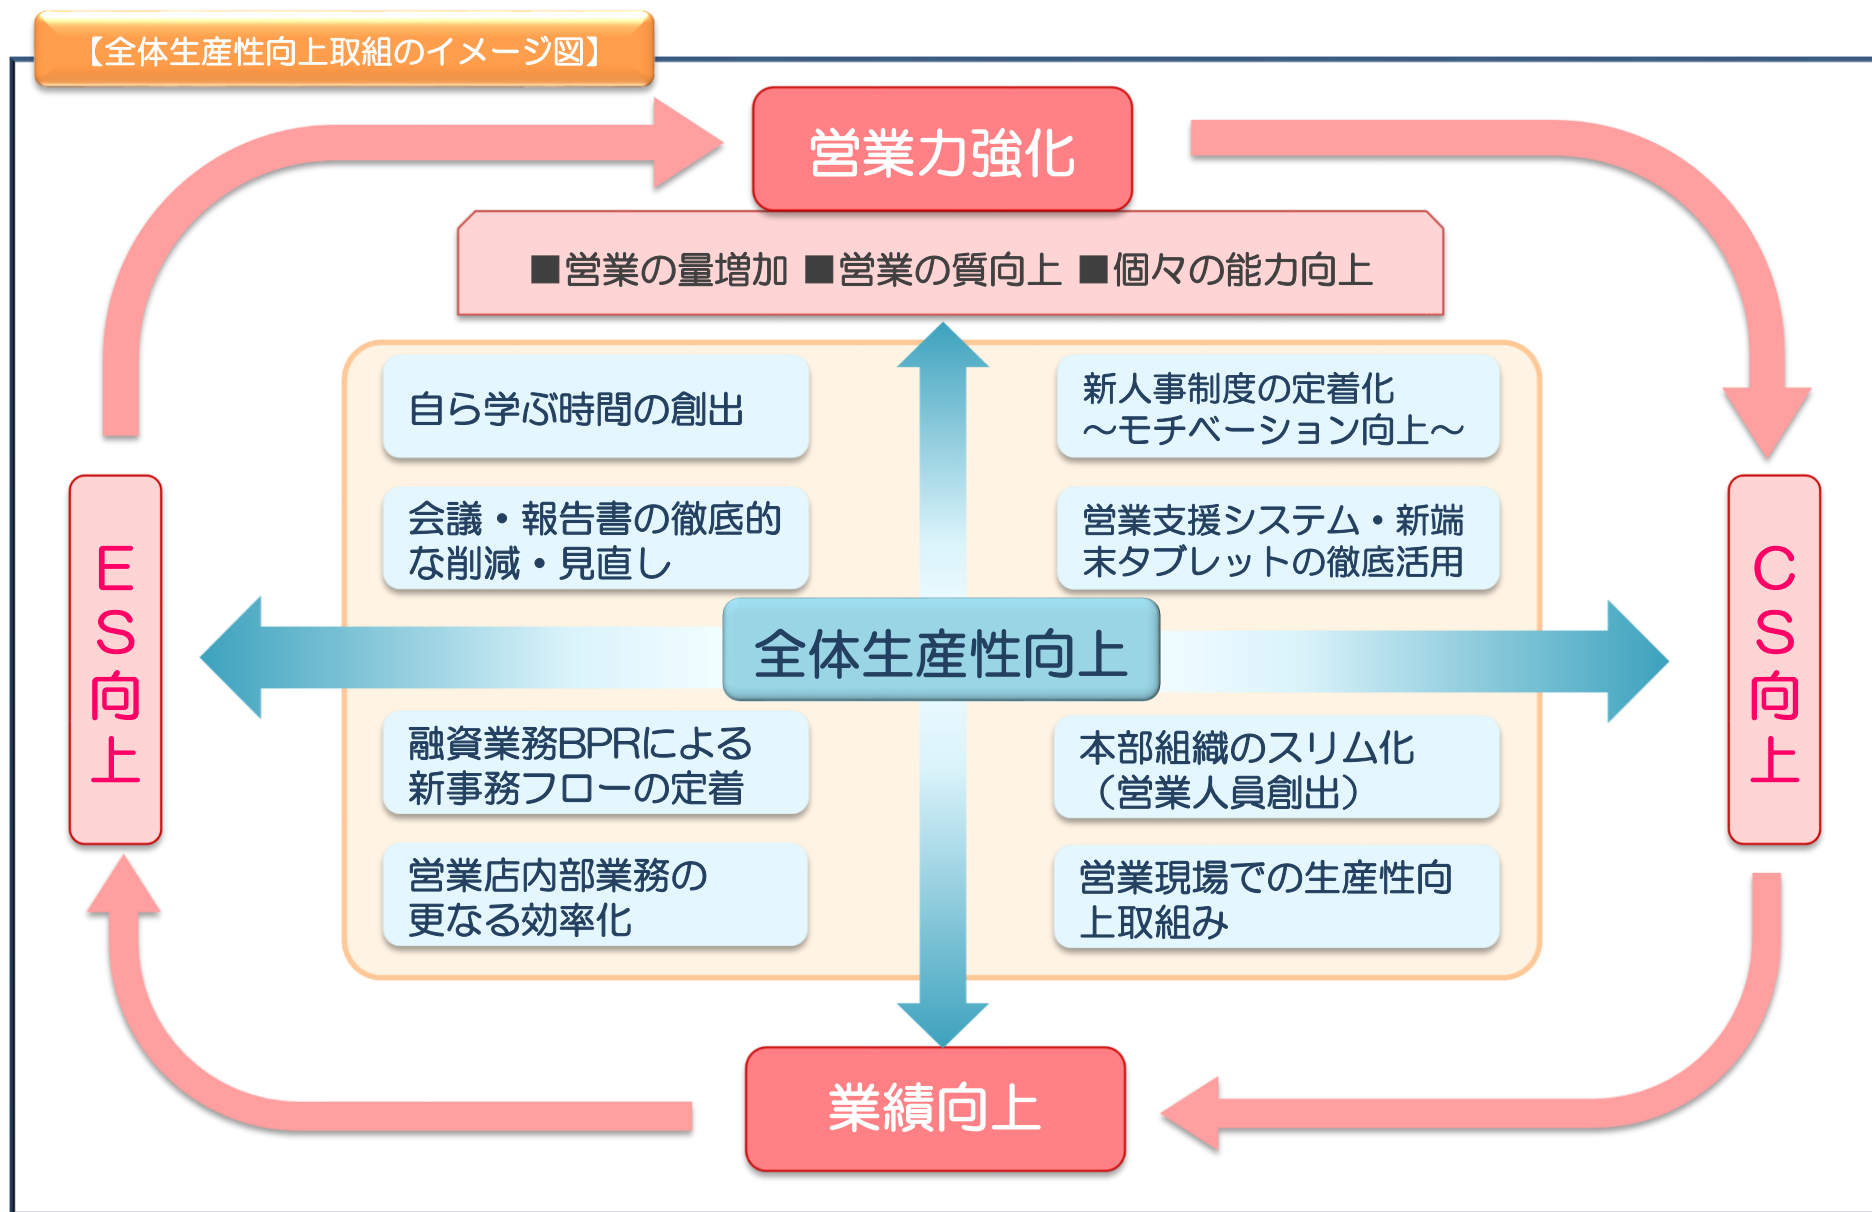 【全体生産性向上取組のイメージ図】
営業力強化
■営業の量増加 ■営業の質向上 ■個々の能力向上
自ら学ぶ時間の創出
新人事制度の定着化
～モチベーション向上～
会議・報告書の徹底的
な削減・見直し
営業支援システム・新端
末タブレットの徹底活用
ES向上
全体生産性向上
CS向上
融資業務BPRによる
新事務フローの定着
本部組織のスリム化
（営業人員創出）
営業店内部業務の
更なる効率化
営業現場での生産性向
上取組み
業績向上